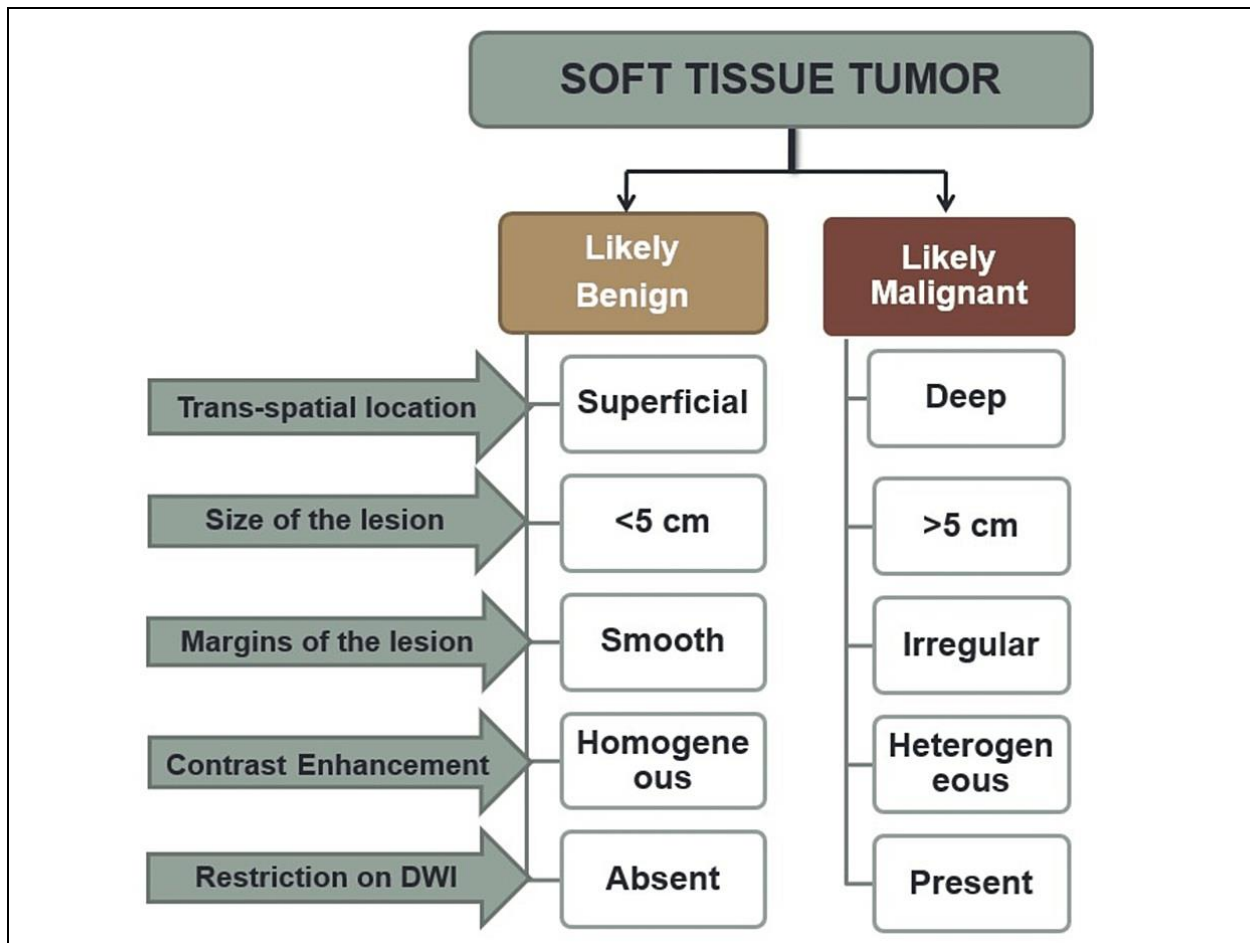 SOFT TISSUE TUMOR
Likely
Benign
Likely
Malignant
Trans-spatial location
Superficial
Deep
Size of the lesion
<5 cm
>5 cm
Margins of the lesion
Smooth
Irregular
Contrast Enhancement
Homogene
ous
Heterogen
eous
Restriction on DWI
Absent
Present